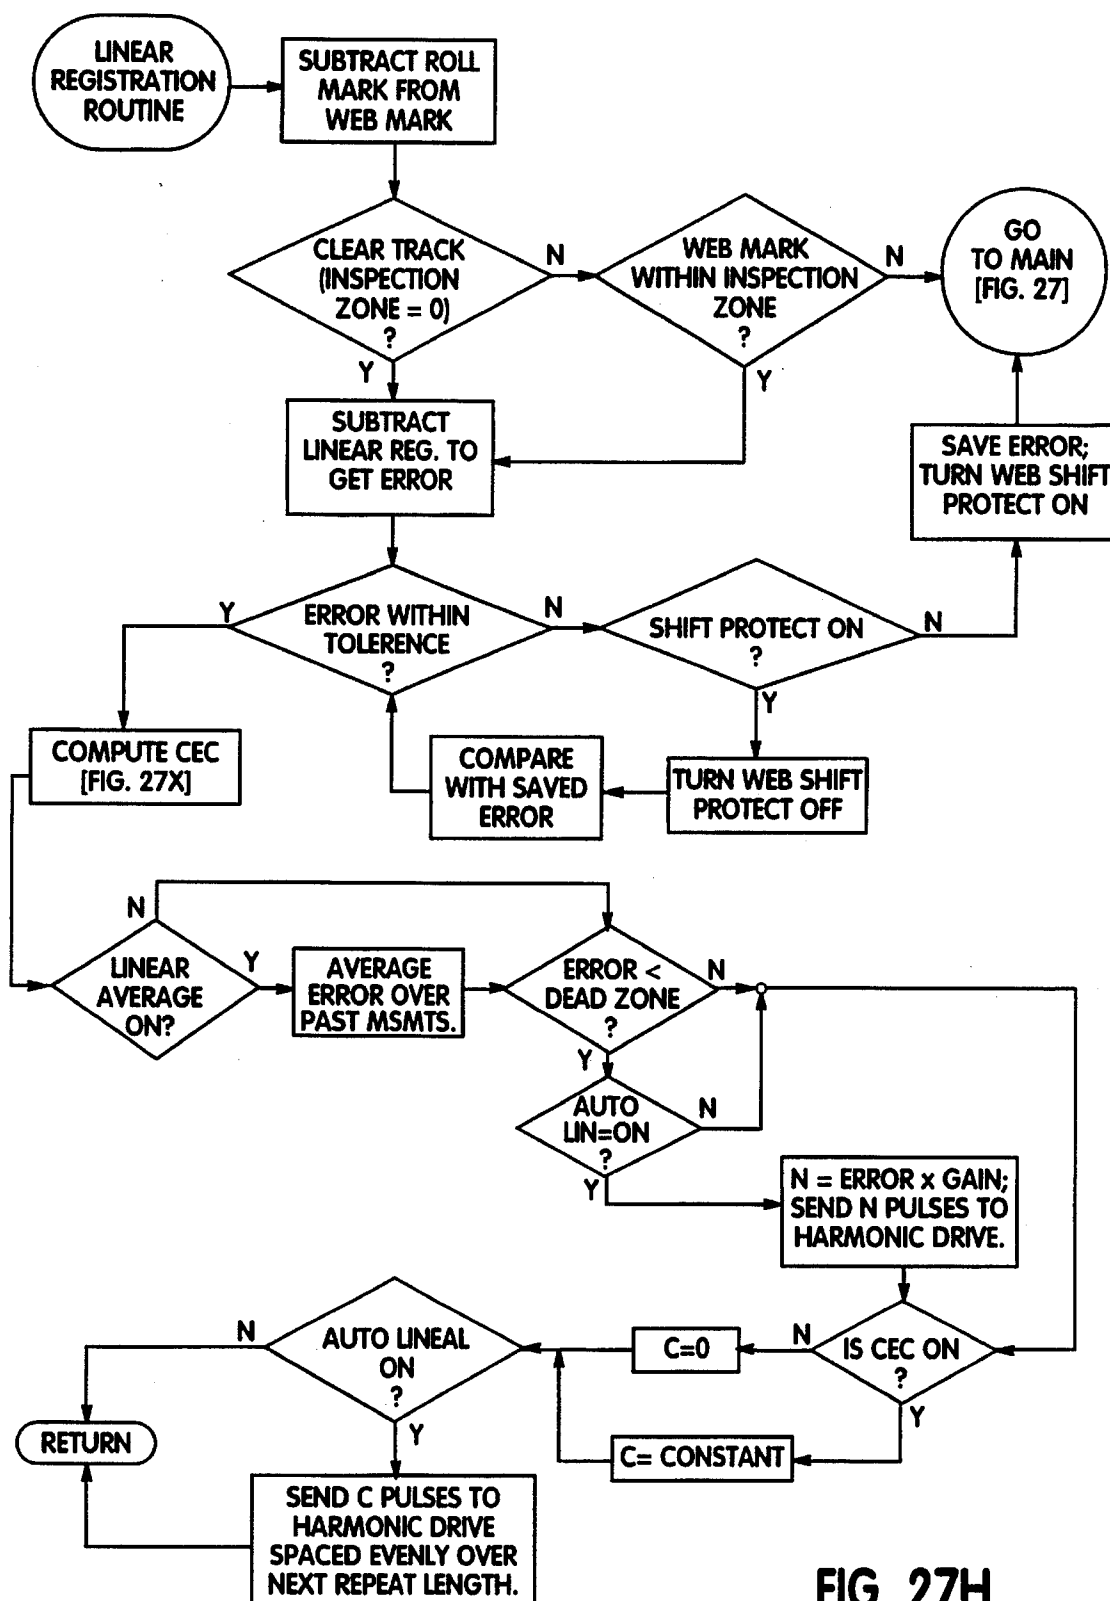 LINEAR
REGISTRATION
ROUTINE
SUBTRACT ROLL
MARK FROM
WEB MARK
CLEAR TRACK
(INSPECTION
ZONE = 0)
?
N
Y
WEB MARK
WITHIN INSPECTION
ZONE
?
N
Y
GO
TO MAIN
[FIG. 27]
SUBTRACT
LINEAR REG. TO
GET ERROR
SAVE ERROR;
TURN WEB SHIFT
PROTECT ON
ERROR WITHIN
TOLERENCE
?
Y
N
SHIFT PROTECT ON
?
N
Y
COMPUTE CEC
[FIG. 27X]
COMPARE
WITH SAVED
ERROR
TURN WEB SHIFT
PROTECT OFF
LINEAR
AVERAGE
ON?
N
Y
AVERAGE
ERROR OVER
PAST MSMTS.
ERROR <
DEAD ZONE
?
N
Y
AUTO
LIN=ON
?
N
Y
N = ERROR x GAIN;
SEND N PULSES TO
HARMONIC DRIVE.
IS CEC ON
?
N
Y
C=0
C= CONSTANT
AUTO LINEAL
ON
?
N
Y
RETURN
SEND C PULSES TO
HARMONIC DRIVE
SPACED EVENLY OVER
NEXT REPEAT LENGTH.
FIG. 27H